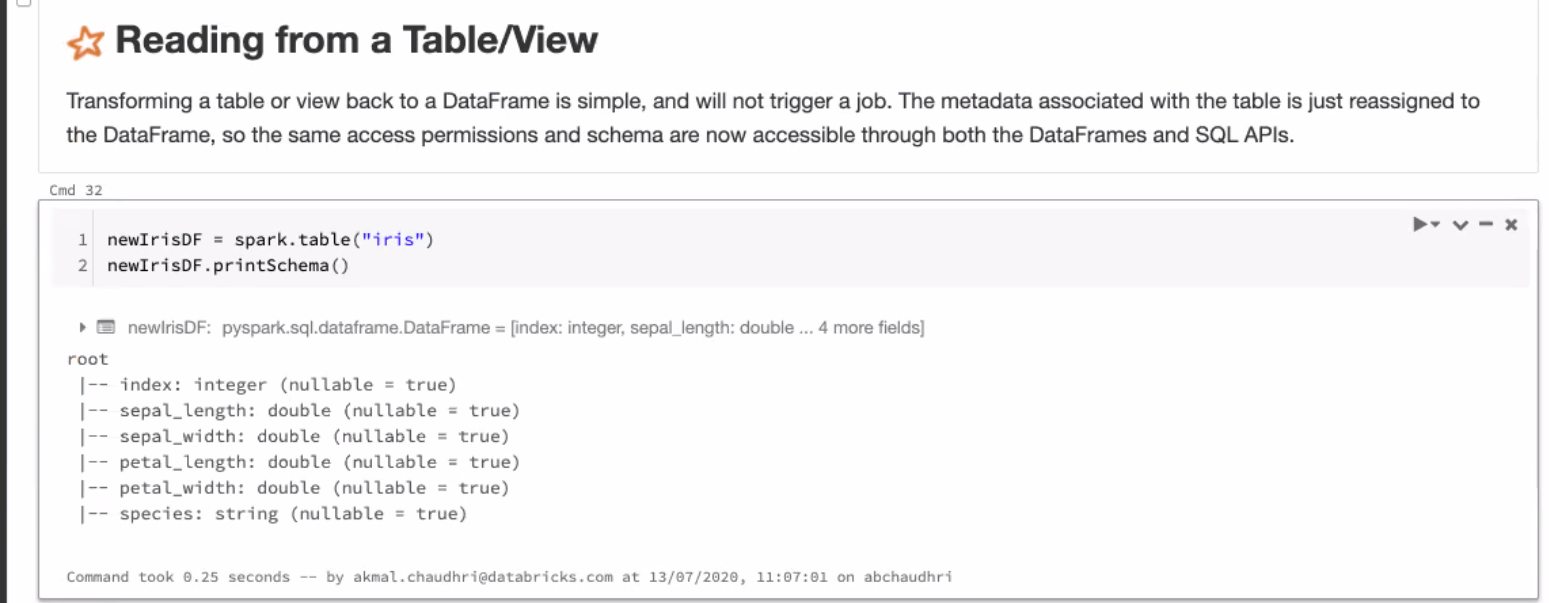 Reading from a Table/View
Transforming a table or view back to a DataFrame is simple, and will not trigger a job. The metadata associated with the table is just reassigned to
the DataFrame, so the same access permissions and schema are now accessible through both the DataFrames and SQL APIs.
Cmd 32
1 newIrisDF = spark.table("iris")
2 newIrisDF.printSchema()
newIrisDF: pyspark.sql.dataframe.DataFrame = [index: integer, sepal_length: double ... 4 more fields]
root
|-- index: integer (nullable = true)
|-- sepal_length: double (nullable = true)
|-- sepal_width: double (nullable = true)
|-- petal_length: double (nullable = true)
|-- petal_width: double (nullable = true)
|-- species: string (nullable = true)
Command took 0.25 seconds -- by akmal.chaudhri@databricks.com at 13/07/2020, 11:07:01 on abchaudhri